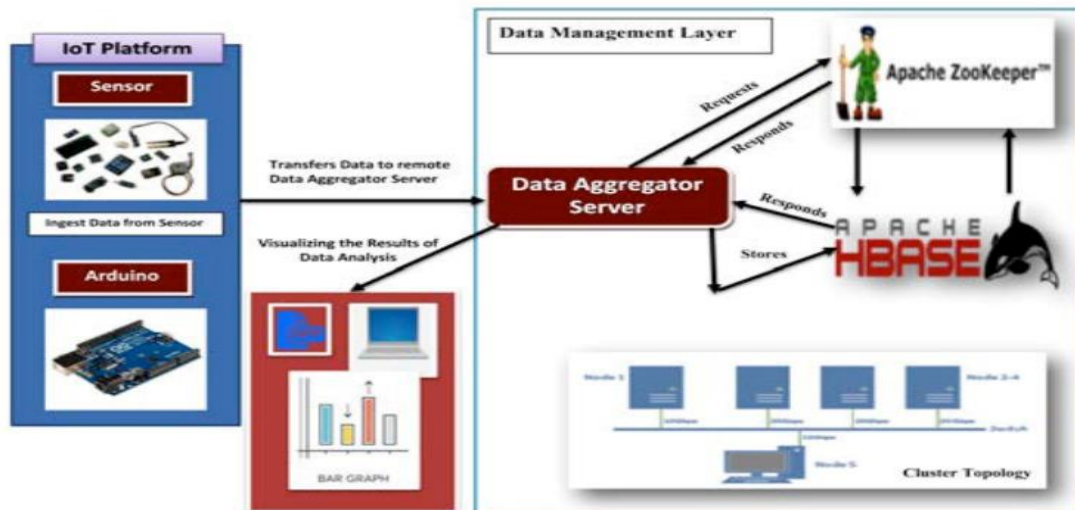 IoT Platform
Sensor
Ingest Data from Sensor
Arduino
Transfers Data to remote
Data Aggregator Server
Visualizing the Results of
Data Analysis
BAR GRAPH
Data Management Layer
Requests
Responds
Apache ZooKeeper™
Data Aggregator
Server
Responds
Stores
APACHE
HBASE
Node 1
Node 2-4
Switch
Node 5
Cluster Topology